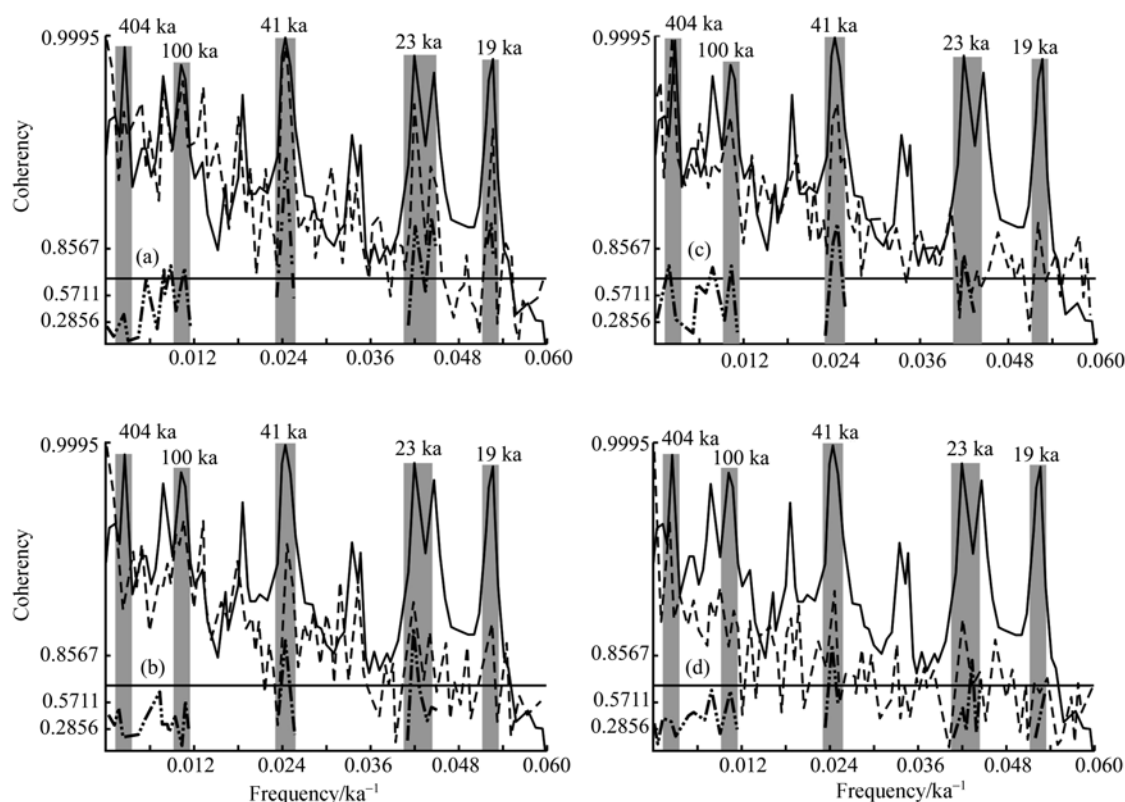 404 ka
100 ka
41 ka
23 ka
19 ka
0.9995
0.8567
0.5711
0.2856
Coherency
(a)
0.012
0.024
0.036
0.048
0.060
404 ka
100 ka
41 ka
23 ka
19 ka
0.9995
0.8567
0.5711
0.2856
(c)
0.012
0.024
0.036
0.048
0.060
404 ka
100 ka
41 ka
23 ka
19 ka
0.9995
0.8567
0.5711
0.2856
Coherency
(b)
0.012
0.024
0.036
0.048
0.060
Frequency/ka⁻¹
404 ka
100 ka
41 ka
23 ka
19 ka
0.9995
0.8567
0.5711
0.2856
(d)
0.012
0.024
0.036
0.048
0.060
Frequency/ka⁻¹